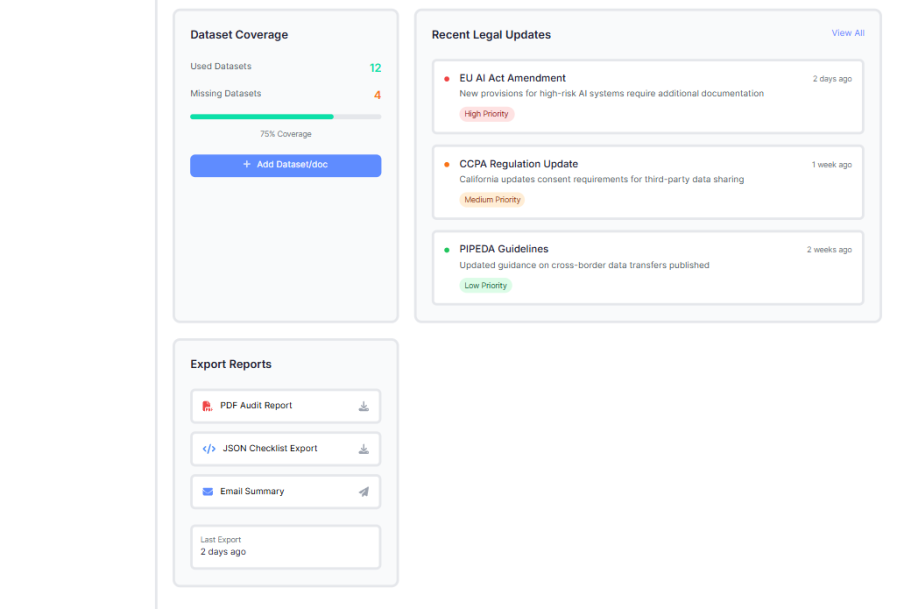 Dataset Coverage
Used Datasets 12
Missing Datasets 4
75% Coverage
+ Add Dataset/doc
Recent Legal Updates View All
EU AI Act Amendment 2 days ago
New provisions for high-risk AI systems require additional documentation
High Priority
CCPA Regulation Update 1 week ago
California updates consent requirements for third-party data sharing
Medium Priority
PIPEDA Guidelines 2 weeks ago
Updated guidance on cross-border data transfers published
Low Priority
Export Reports
PDF Audit Report
JSON Checklist Export
Email Summary
Last Export
2 days ago